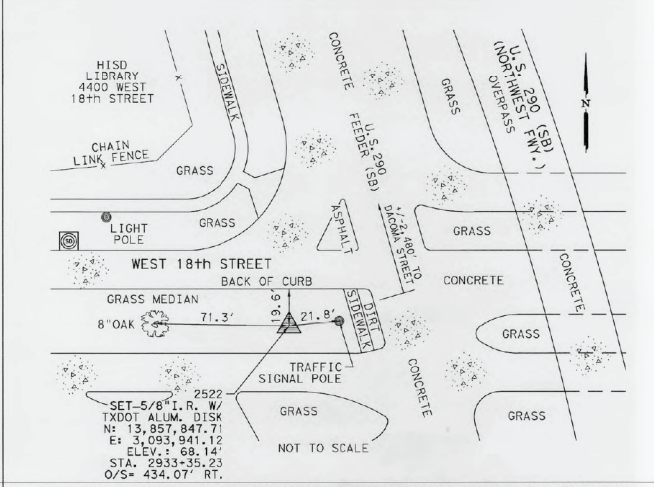 HISD
LIBRARY
4400 WEST
18th STREET
SIDEWALK
CONCRETE
GRASS
U.S. 290 (SB)
(NORTHWEST FWY.)
OVERPASS
N
CHAIN
LINK FENCE
GRASS
U.S. 290
FEEDER (SB)
LIGHT
POLE
GRASS
SD
ASPHALT
+/-2,480' TO
DACOMA STREET
GRASS
WEST 18th STREET
BACK OF CURB
CONCRETE
CONCRETE
GRASS MEDIAN
8"OAK
71.3'
19.6'
21.8'
DIRT
SIDEWALK
GRASS
TRAFFIC
SIGNAL POLE
CONCRETE
2522
SET-5/8"I.R. W/
TXDOT ALUM. DISK
N: 13,857,847.71
E: 3,093,941.12
ELEV.: 68.14'
STA. 2933+35.23
O/S= 434.07' RT.
GRASS
NOT TO SCALE
GRASS